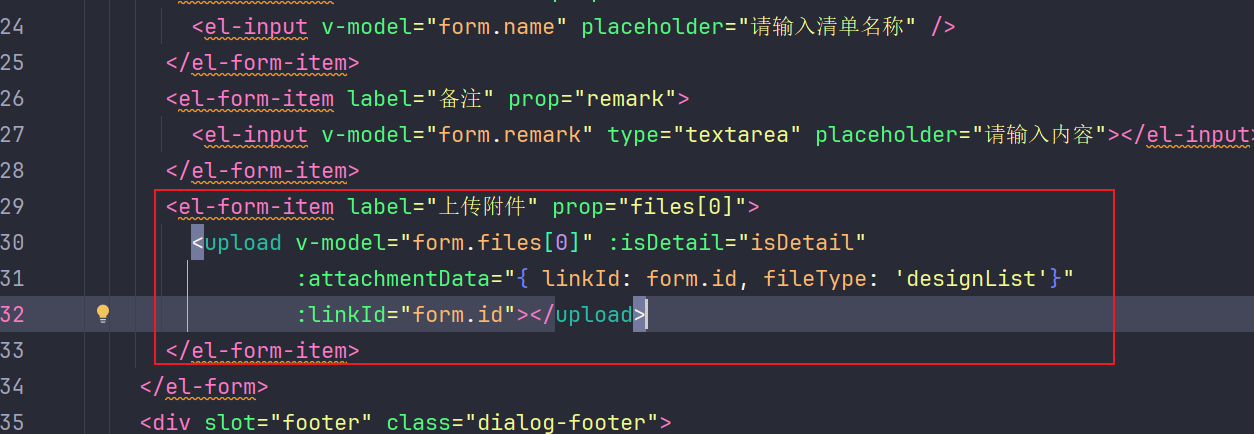 24 <el-input v-model="form.name" placeholder="请输入清单名称" />
25 </el-form-item>
26 <el-form-item label="备注" prop="remark">
27 <el-input v-model="form.remark" type="textarea" placeholder="请输入内容"></el-input>
28 </el-form-item>
29 <el-form-item label="上传附件" prop="files[0]">
30 <upload v-model="form.files[0]" :isDetail="isDetail"
31 :attachmentData="{ linkId: form.id, fileType: 'designList'}"
32 :linkId="form.id"></upload>
33 </el-form-item>
34 </el-form>
35 <div slot="footer" class="dialog-footer">